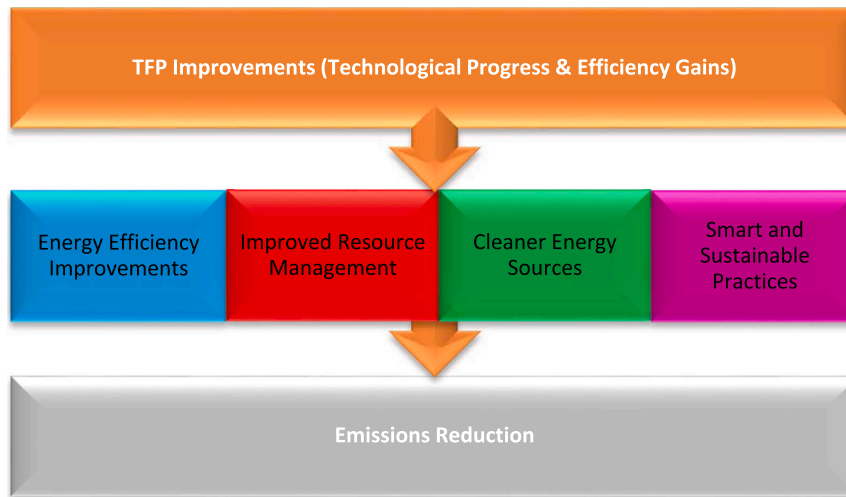 TFP Improvements (Technological Progress & Efficiency Gains)
Energy Efficiency
Improvements
Improved Resource
Management
Cleaner Energy
Sources
Smart and
Sustainable
Practices
Emissions Reduction